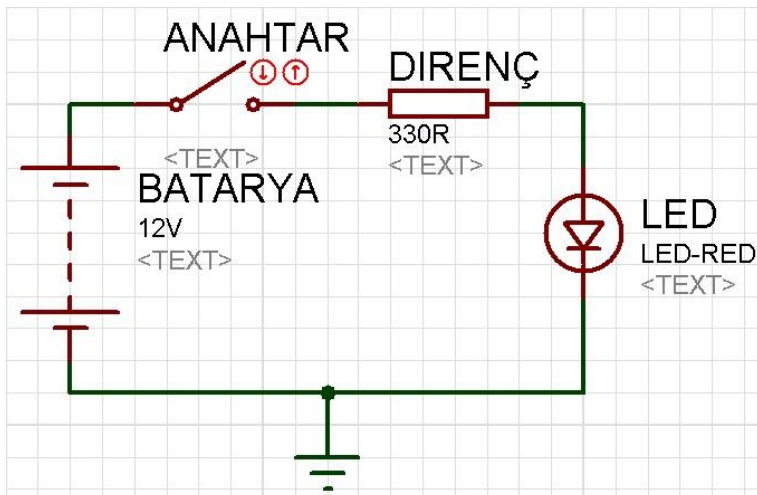 ANAHTAR
<TEXT>
DIRENÇ
330R
<TEXT>
BATARYA
12V
<TEXT>
LED
LED-RED
<TEXT>